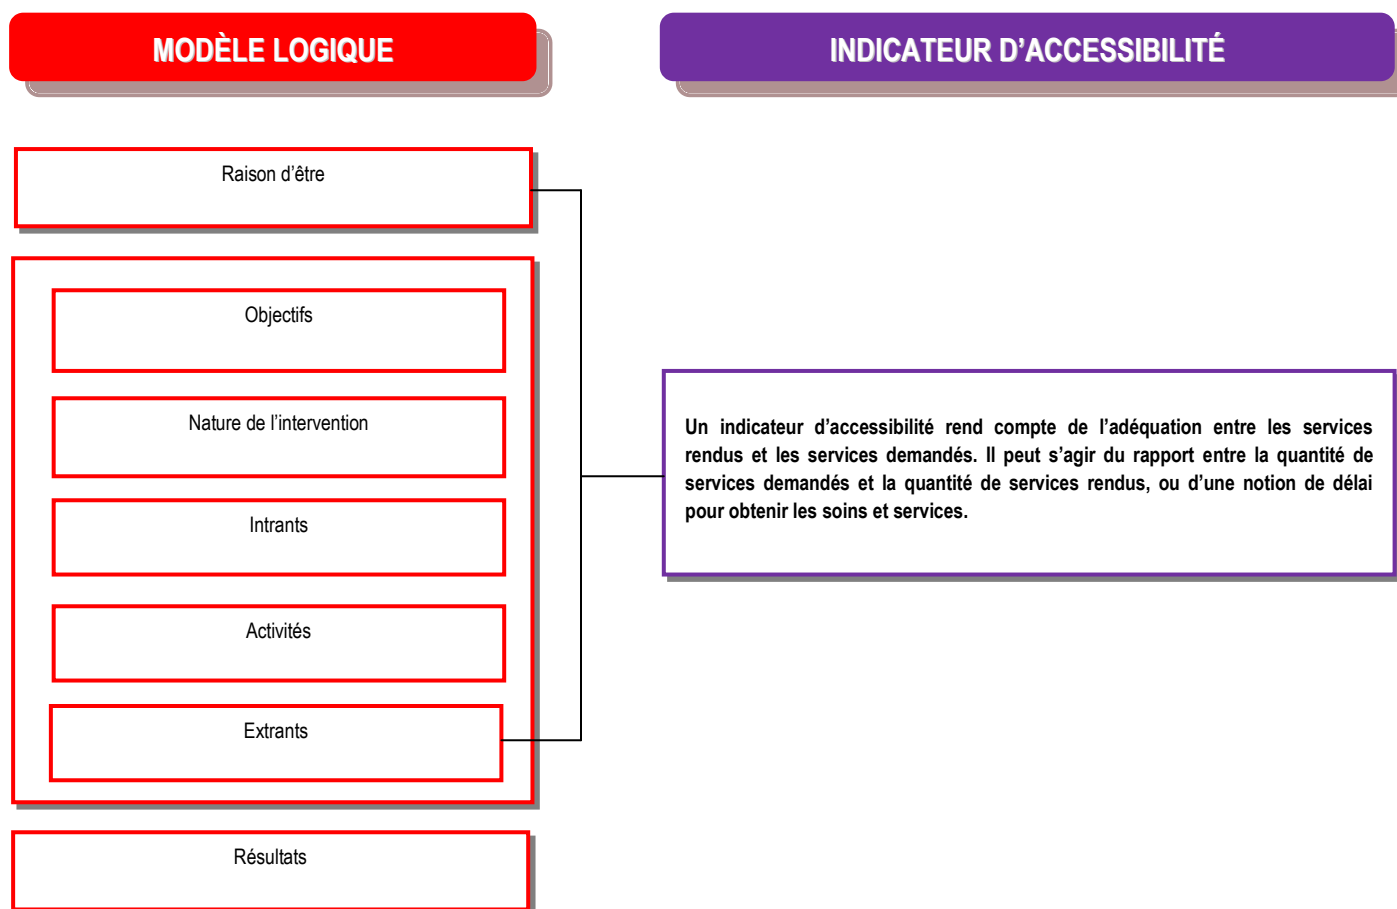 MODÈLE LOGIQUE
INDICATEUR D’ACCESSIBILITÉ
Raison d’être
Objectifs
Nature de l’intervention
Intrants
Activités
Extrants
Résultats
Un indicateur d’accessibilité rend compte de l’adéquation entre les services
rendus et les services demandés. Il peut s’agir du rapport entre la quantité de
services demandés et la quantité de services rendus, ou d’une notion de délai
pour obtenir les soins et services.